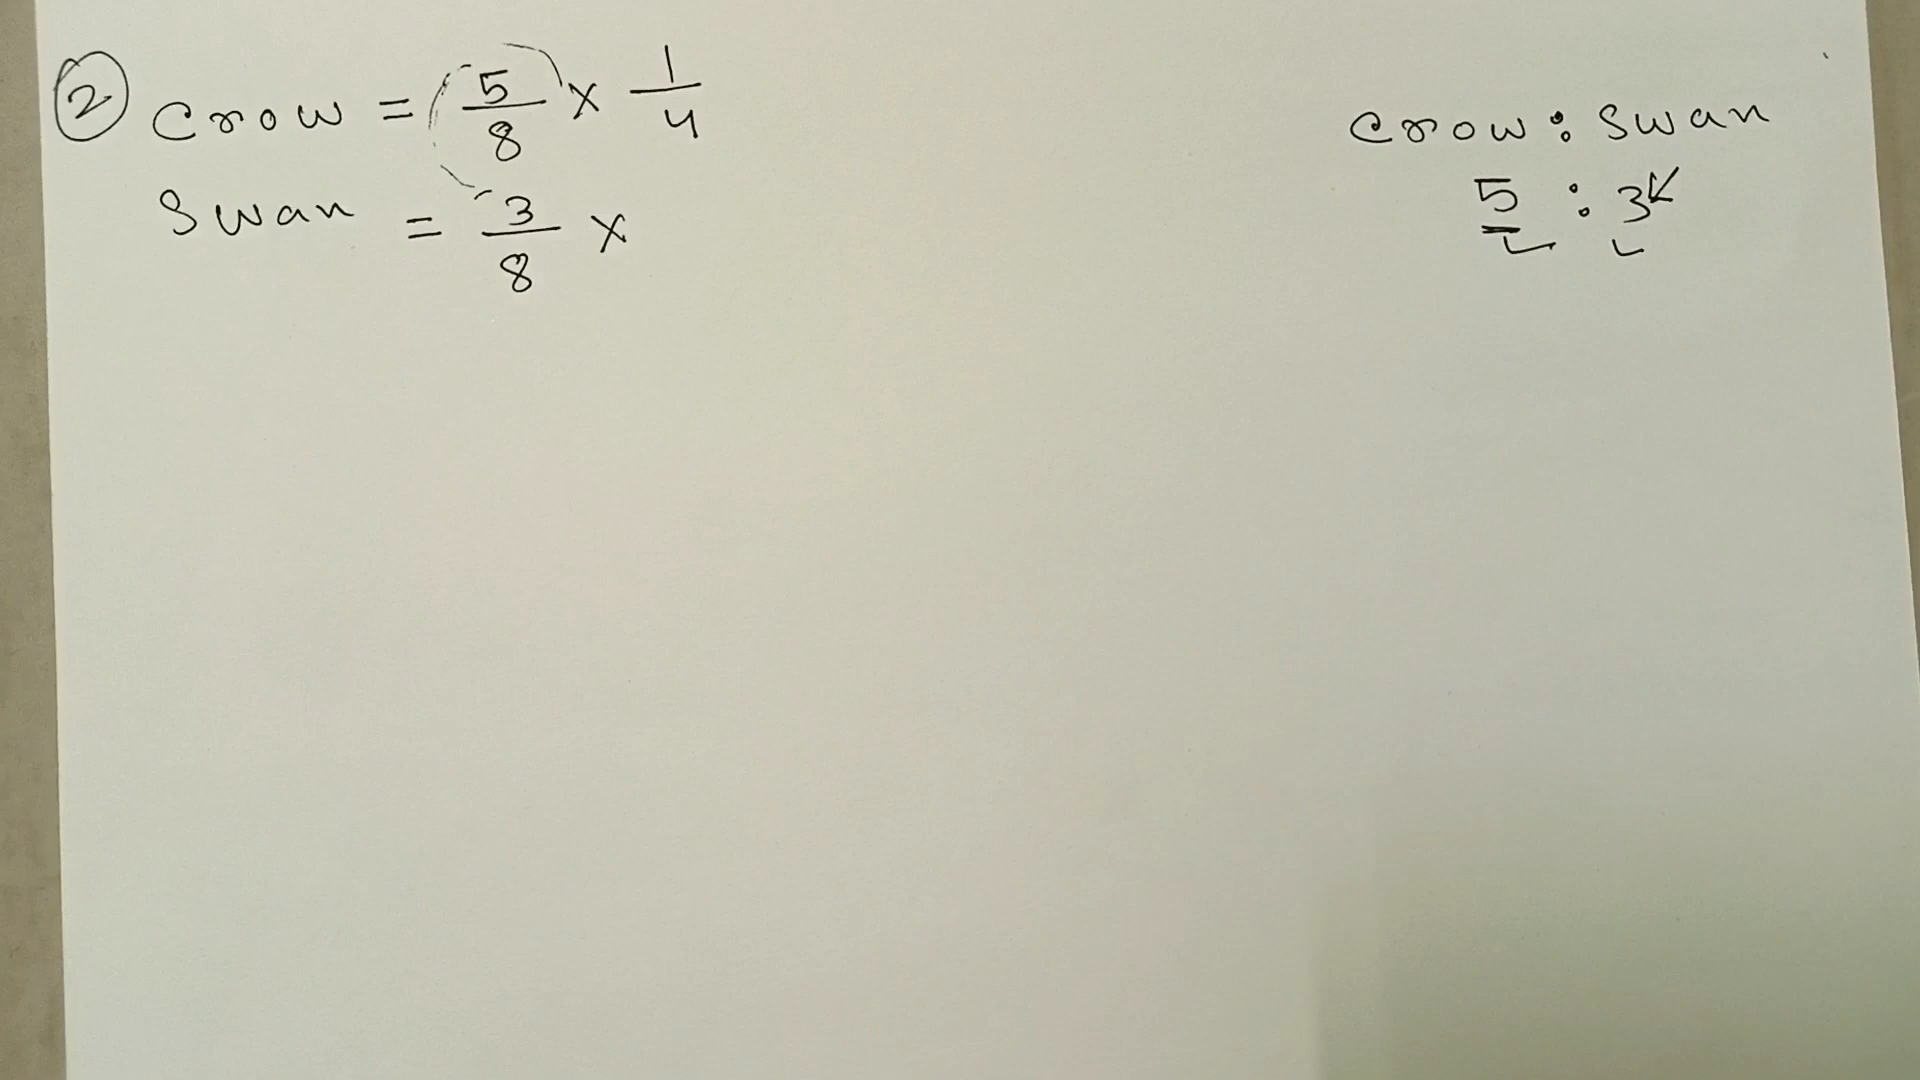 ② Crow = (5/8) × 1/4
Swan = 3/8 ×
Crow : Swan
5 : 3